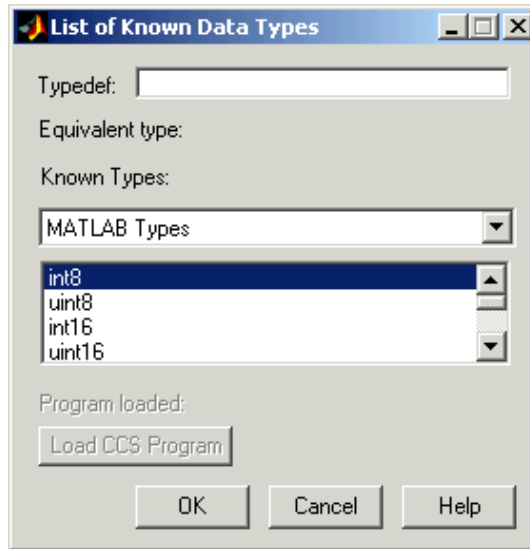 List of Known Data Types
Typedef:
Equivalent type:
Known Types:
MATLAB Types
int8
uint8
int16
uint16
Program loaded:
Load CCS Program
OK Cancel Help